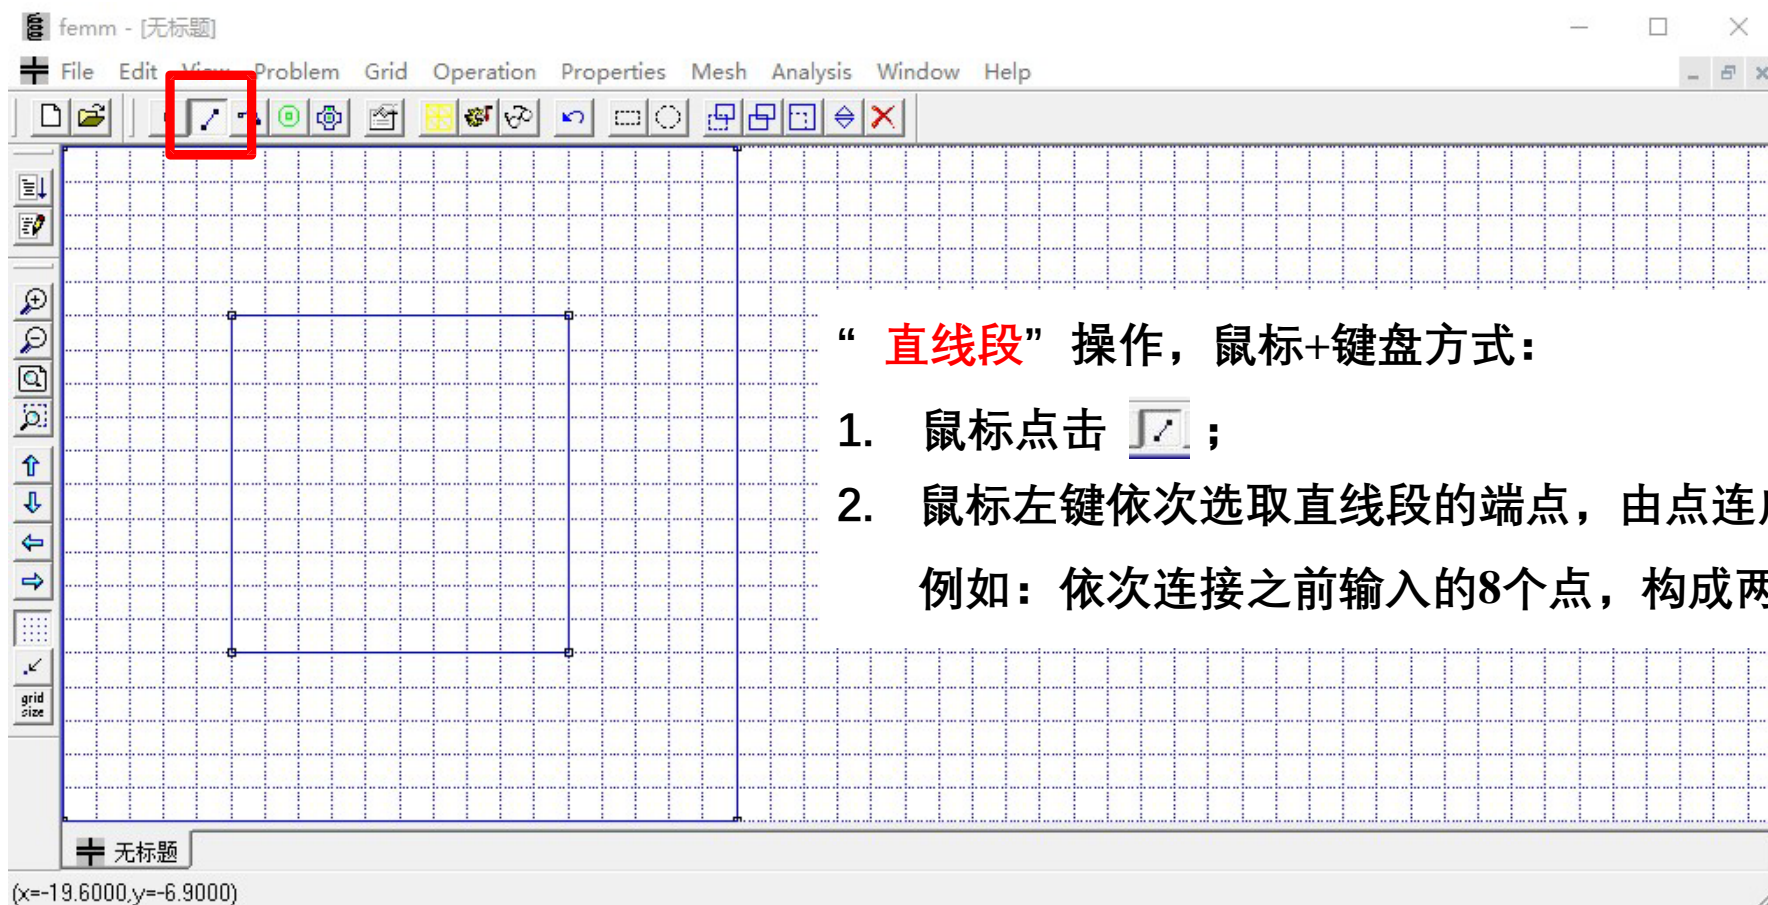 femm - [无标题]
File Edit View Problem Grid Operation Properties Mesh Analysis Window Help
“直线段”操作，鼠标+键盘方式：
1. 鼠标点击 ；
2. 鼠标左键依次选取直线段的端点，由点连
例如：依次连接之前输入的8个点，构成两
grid
size
无标题
(x=-19.6000,y=-6.9000)